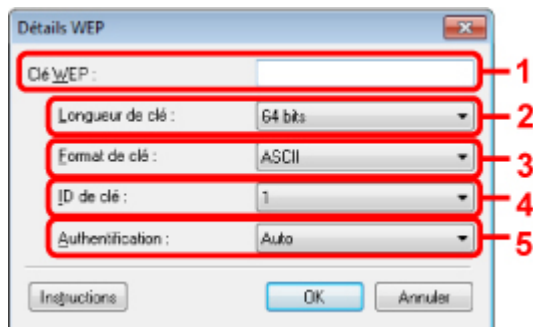 Détails WEP
Clé WEP : 1
Longueur de clé : 64 bits 2
Format de clé : ASCII 3
ID de clé : 1 4
Authentification : Auto 5
Instructions OK Annuler